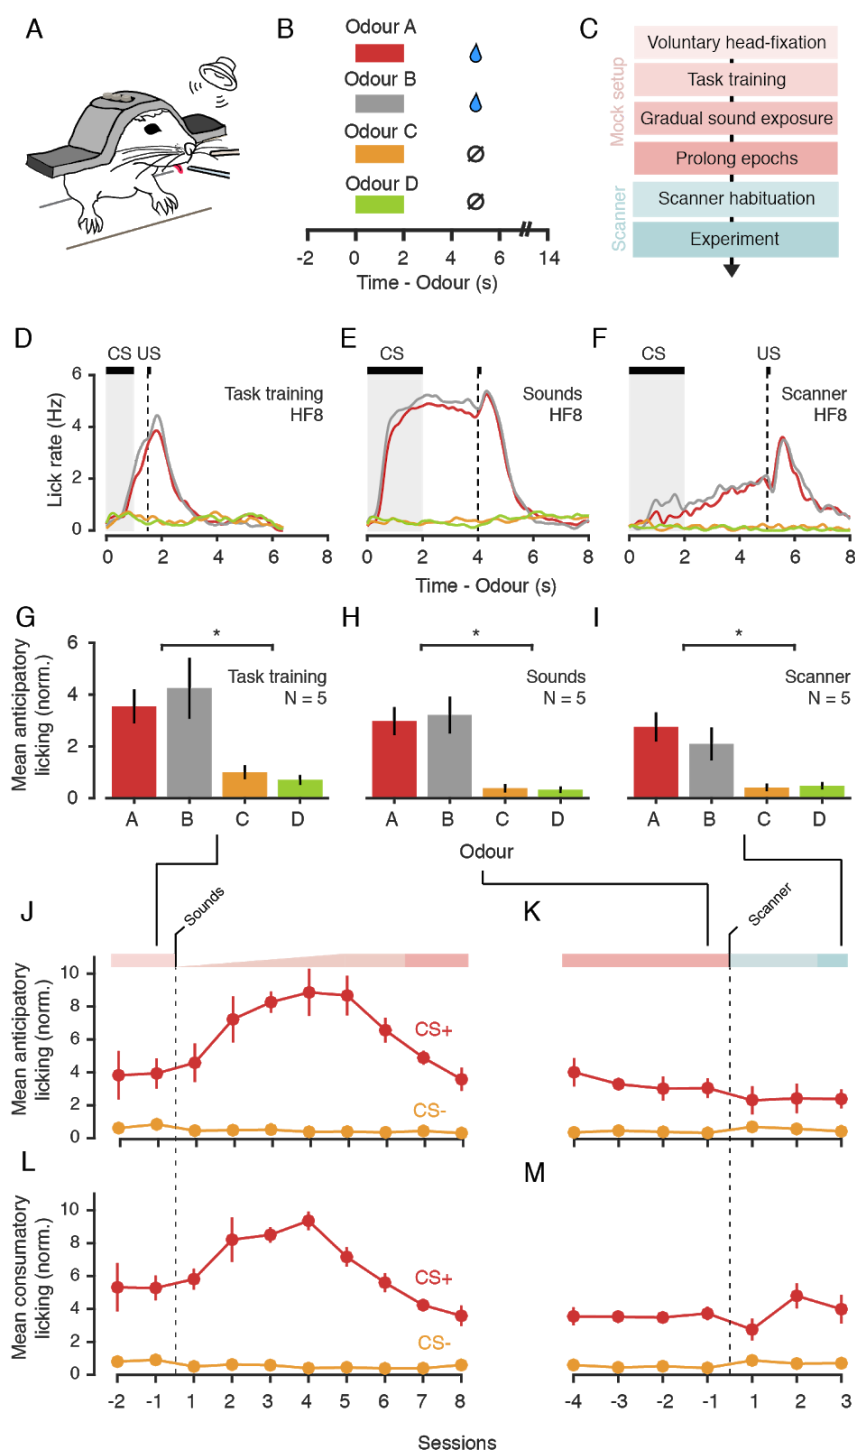 A
B
C
Odour A
Odour B
Odour C
Odour D
-2 0 2 4 6 14
Time - Odour (s)
Mock setup
Scanner
Voluntary head-fixation
Task training
Gradual sound exposure
Prolong epochs
Scanner habituation
Experiment
D
E
F
CS US
CS
CS US
Task training
HF8
Sounds
HF8
Scanner
HF8
Lick rate (Hz)
6
4
2
0
0 2 4 6 8
0 2 4 6 8
0 2 4 6 8
Time - Odour (s)
G
H
I
*
*
*
Task training
N = 5
Sounds
N = 5
Scanner
N = 5
Mean anticipatory
licking (norm.)
6
4
2
0
A B C D
A B C D
A B C D
Odour
J
Sounds
K
Scanner
Mean anticipatory
licking (norm.)
10
8
6
4
2
0
CS+
CS-
L
M
Mean consumatory
licking (norm.)
10
8
6
4
2
0
CS+
CS-
-2 -1 1 2 3 4 5 6 7 8
-4 -3 -2 -1 1 2 3
Sessions